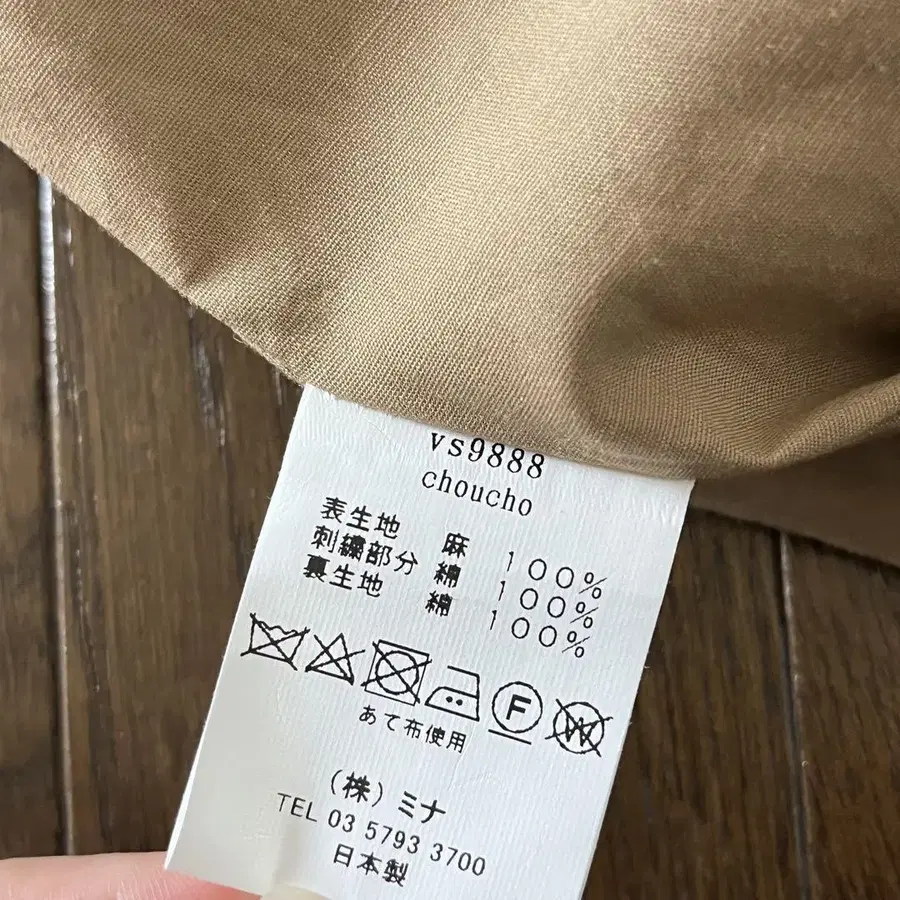 vs9888
choucho
表生地 麻 100%
刺繍部分 綿 100%
裏生地 綿 100%
F W
あて布使用
(株)ミナ
TEL 03 5793 3700
日本製